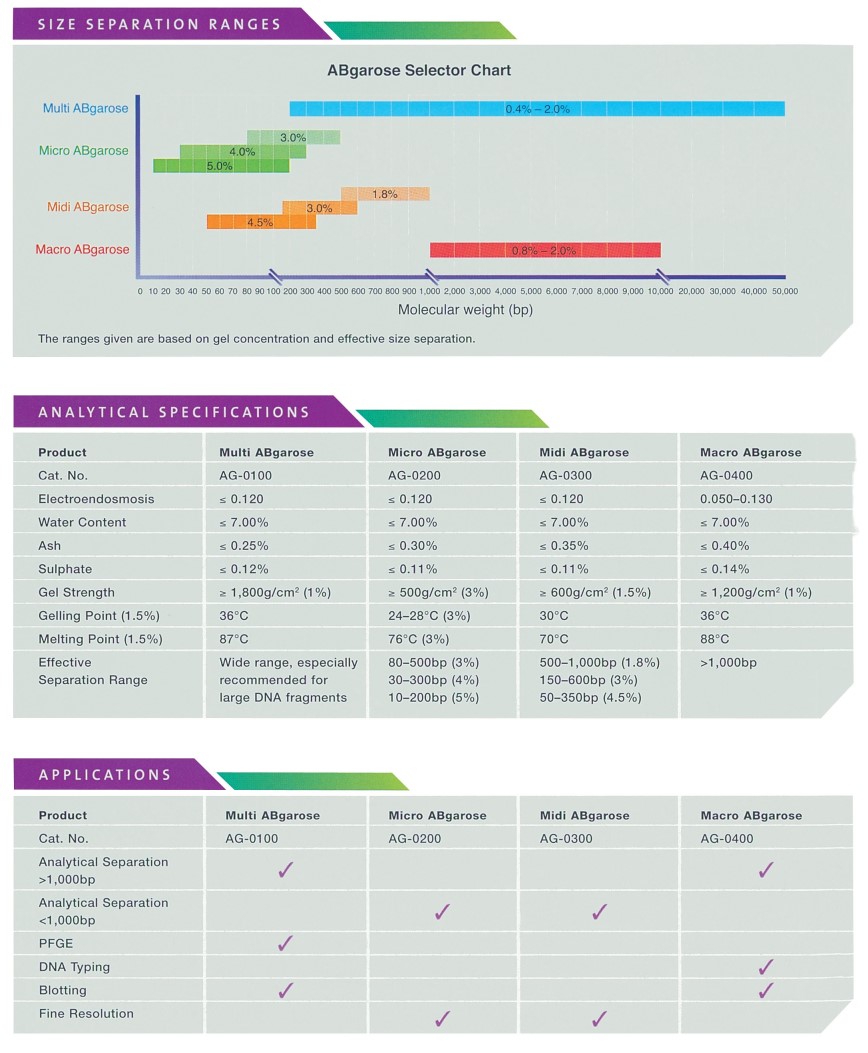 SIZE SEPARATION RANGES
ABgarose Selector Chart
Multi ABgarose
0.4% – 2.0%
3.0%
Micro ABgarose
4.0%
5.0%
1.8%
Midi ABgarose
3.0%
4.5%
Macro ABgarose
0.8% – 2.0%
0 10 20 30 40 50 60 70 80 90 100 200 300 400 500 600 700 800 900 1,000 2,000 3,000 4,000 5,000 6,000 7,000 8,000 9,000 10,000 20,000 30,000 40,000 50,000
Molecular weight (bp)
The ranges given are based on gel concentration and effective size separation.
ANALYTICAL SPECIFICATIONS
Product Multi ABgarose Micro ABgarose Midi ABgarose Macro ABgarose
Cat. No. AG-0100 AG-0200 AG-0300 AG-0400
Electroendosmosis ≤ 0.120 ≤ 0.120 ≤ 0.120 0.050–0.130
Water Content ≤ 7.00% ≤ 7.00% ≤ 7.00% ≤ 7.00%
Ash ≤ 0.25% ≤ 0.30% ≤ 0.35% ≤ 0.40%
Sulphate ≤ 0.12% ≤ 0.11% ≤ 0.11% ≤ 0.14%
Gel Strength ≥ 1,800g/cm² (1%) ≥ 500g/cm² (3%) ≥ 600g/cm² (1.5%) ≥ 1,200g/cm² (1%)
Gelling Point (1.5%) 36°C 24–28°C (3%) 30°C 36°C
Melting Point (1.5%) 87°C 76°C (3%) 70°C 88°C
Effective Wide range, especially 80–500bp (3%) 500–1,000bp (1.8%) >1,000bp
Separation Range recommended for 30–300bp (4%) 150–600bp (3%)
large DNA fragments 10–200bp (5%) 50–350bp (4.5%)
APPLICATIONS
Product Multi ABgarose Micro ABgarose Midi ABgarose Macro ABgarose
Cat. No. AG-0100 AG-0200 AG-0300 AG-0400
Analytical Separation
>1,000bp ✓ ✓
Analytical Separation
<1,000bp ✓ ✓
PFGE ✓
DNA Typing ✓
Blotting ✓ ✓
Fine Resolution ✓ ✓